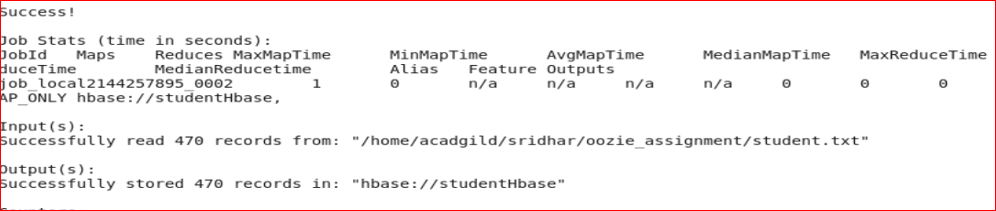 Success!
Job Stats (time in seconds):
JobId Maps Reduces MaxMapTime MinMapTime AvgMapTime MedianMapTime MaxReduceTime
duceTime MedianReducetime Alias Feature Outputs
job_local2144257895_0002 1 0 n/a n/a n/a n/a 0 0 0
AP_ONLY hbase://studentHbase,
Input(s):
Successfully read 470 records from: "/home/acadgild/sridhar/oozie_assignment/student.txt"
Output(s):
Successfully stored 470 records in: "hbase://studentHbase"